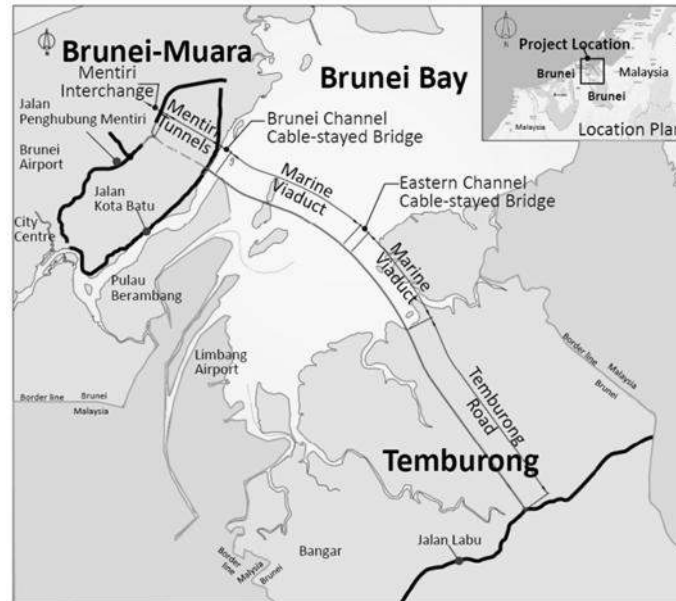 N
Brunei-Muara
Mentiri
Interchange
Jalan
Penghubung Mentiri
Brunei
Airport
Jalan
Kota Batu
City
Centre
Pulau
Berambang
Mentiri
Tunnels
Brunei Bay
Brunei Channel
Cable-stayed Bridge
Marine
Viaduct
Eastern Channel
Cable-stayed Bridge
Marine
Viaduct
Limbang
Airport
Border line
Brunei
Malaysia
Border line
Malaysia
Brunei
Temburong
Road
Temburong
Bangar
Jalan Labu
Border
line
Malysia
Brunei
N
Project Location
Brunei
Malaysia
Brunei
Malaysia
Location Plan